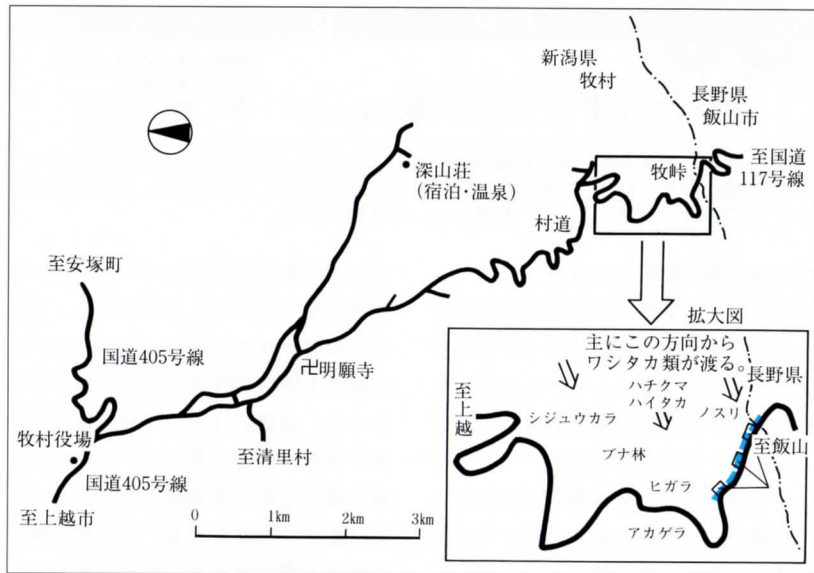 新潟県
牧村
長野県
飯山市
至国道
117号線
牧峠
深山荘
(宿泊・温泉)
村道
至安塚町
国道405号線
卍明願寺
牧村役場
至清里村
国道405号線
至上越市
0 1km 2km 3km
拡大図
主にこの方向から
ワシタカ類が渡る。
長野県
至上越
ハチクマ
ハイタカ
ノスリ
シジュウカラ
至飯山
ブナ林
ヒガラ
アカゲラ